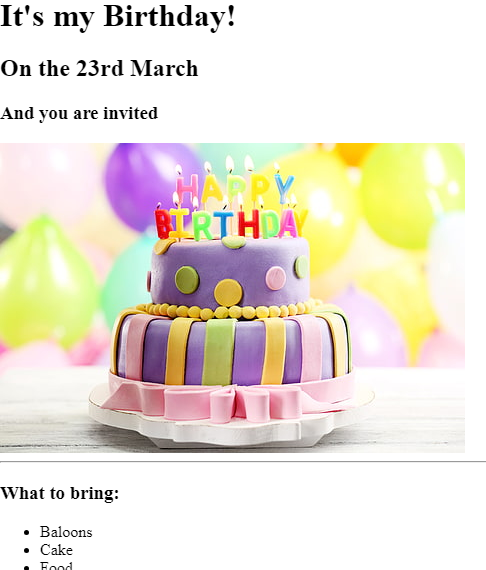 It's my Birthday!
On the 23rd March
And you are invited
HAPPY
BIRTHDAY
What to bring:
Baloons
Cake
Food